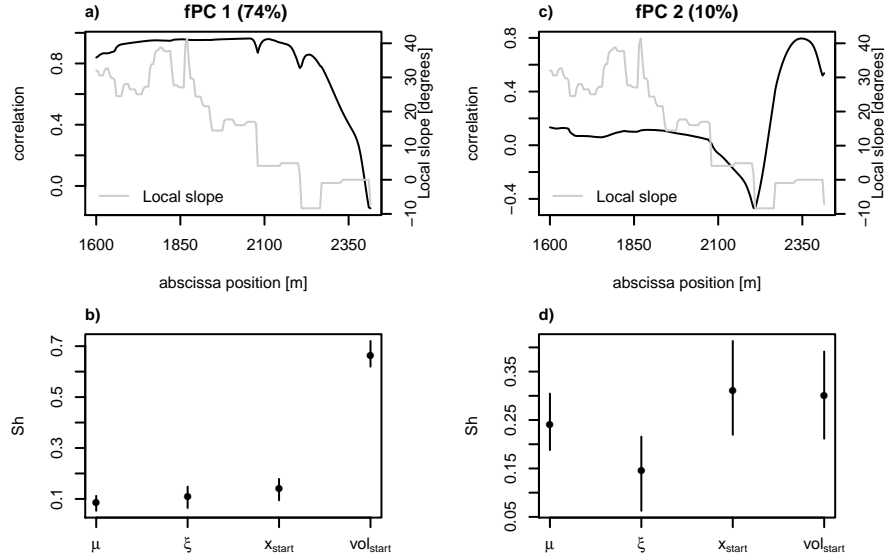 a) fPC 1 (74%)
correlation
0.0 0.4 0.8
−10 0 10 20 30 40
Local slope [degrees]
Local slope
1600 1850 2100 2350
abscissa position [m]
c) fPC 2 (10%)
correlation
−0.4 0.0 0.4 0.8
−10 0 10 20 30 40
Local slope [degrees]
Local slope
1600 1850 2100 2350
abscissa position [m]
b)
Sh
0.1 0.3 0.5 0.7
μ ξ x_start vol_start
d)
Sh
0.05 0.15 0.25 0.35
μ ξ x_start vol_start